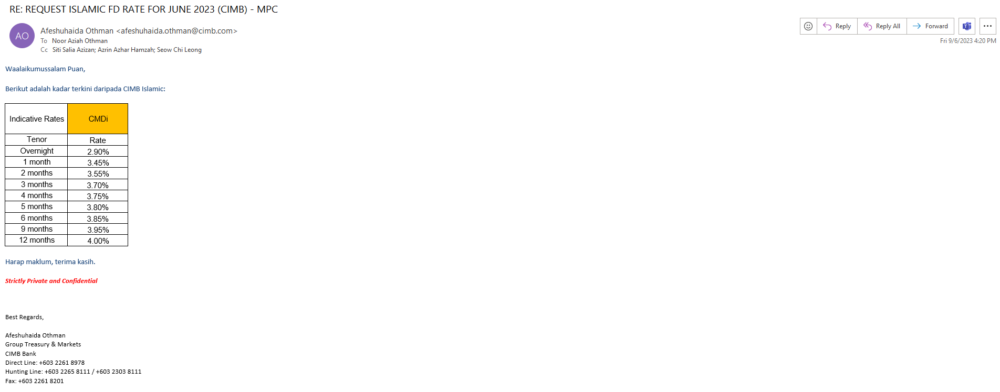 RE: REQUEST ISLAMIC FD RATE FOR JUNE 2023 (CIMB) - MPC
AO
Afeshuhaida Othman <afeshuhaida.othman@cimb.com>
To Noor Aziah Othman
Cc Siti Salia Azizan; Azrin Azhar Hamzah; Seow Chi Leong
Reply Reply All Forward
Fri 9/6/2023 4:20 PM
Waalaikumussalam Puan,
Berikut adalah kadar terkini daripada CIMB Islamic:
Indicative Rates CMDi
Tenor Rate
Overnight 2.90%
1 month 3.45%
2 months 3.55%
3 months 3.70%
4 months 3.75%
5 months 3.80%
6 months 3.85%
9 months 3.95%
12 months 4.00%
Harap maklum, terima kasih.
Strictly Private and Confidential
Best Regards,
Afeshuhaida Othman
Group Treasury & Markets
CIMB Bank
Direct Line: +603 2261 8978
Hunting Line: +603 2265 8111 / +603 2303 8111
Fax: +603 2261 8201